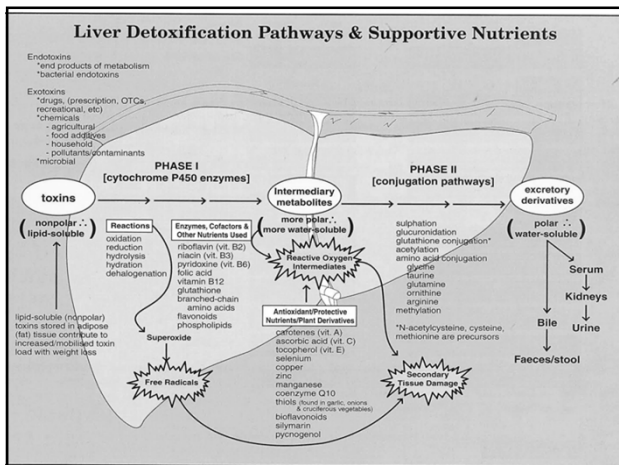 Liver Detoxification Pathways & Supportive Nutrients
Endotoxins
*end products of metabolism
*bacterial endotoxins
Exotoxins
*drugs, (prescription, OTCs,
recreational, etc)
*chemicals
- agricultural
- food additives
- household
- pollutants/contaminants
*microbial
toxins
(nonpolar ∴
lipid-soluble)
lipid-soluble (nonpolar)
toxins stored in adipose
(fat) tissue contribute to
increased/mobilised toxin
load with weight loss
PHASE I
[cytochrome P450 enzymes]
Reactions
oxidation
reduction
hydrolysis
hydration
dehalogenation
Superoxide
Free Radicals
Enzymes, Cofactors &
Other Nutrients Used
riboflavin (vit. B2)
niacin (vit. B3)
pyridoxine (vit. B6)
folic acid
vitamin B12
glutathione
branched-chain
amino acids
flavonoids
phospholipids
Intermediary
metabolites
(more polar ∴
more water-soluble)
Reactive Oxygen
Intermediates
Antioxidant/Protective
Nutrients/Plant Derivatives
carotenes (vit. A)
ascorbic acid (vit. C)
tocopherol (vit. E)
selenium
copper
zinc
manganese
coenzyme Q10
thiols (found in garlic, onions
& cruciferous vegetables)
bioflavonoids
silymarin
pycnogenol
PHASE II
[conjugation pathways]
sulphation
glucuronidation
glutathione conjugation*
acetylation
amino acid conjugation
glycine
taurine
glutamine
ornithine
arginine
methylation
*N-acetylcysteine, cysteine,
methionine are precursors
Secondary
Tissue Damage
excretory
derivatives
(polar ∴
water-soluble)
Serum
Kidneys
Urine
Bile
Faeces/stool